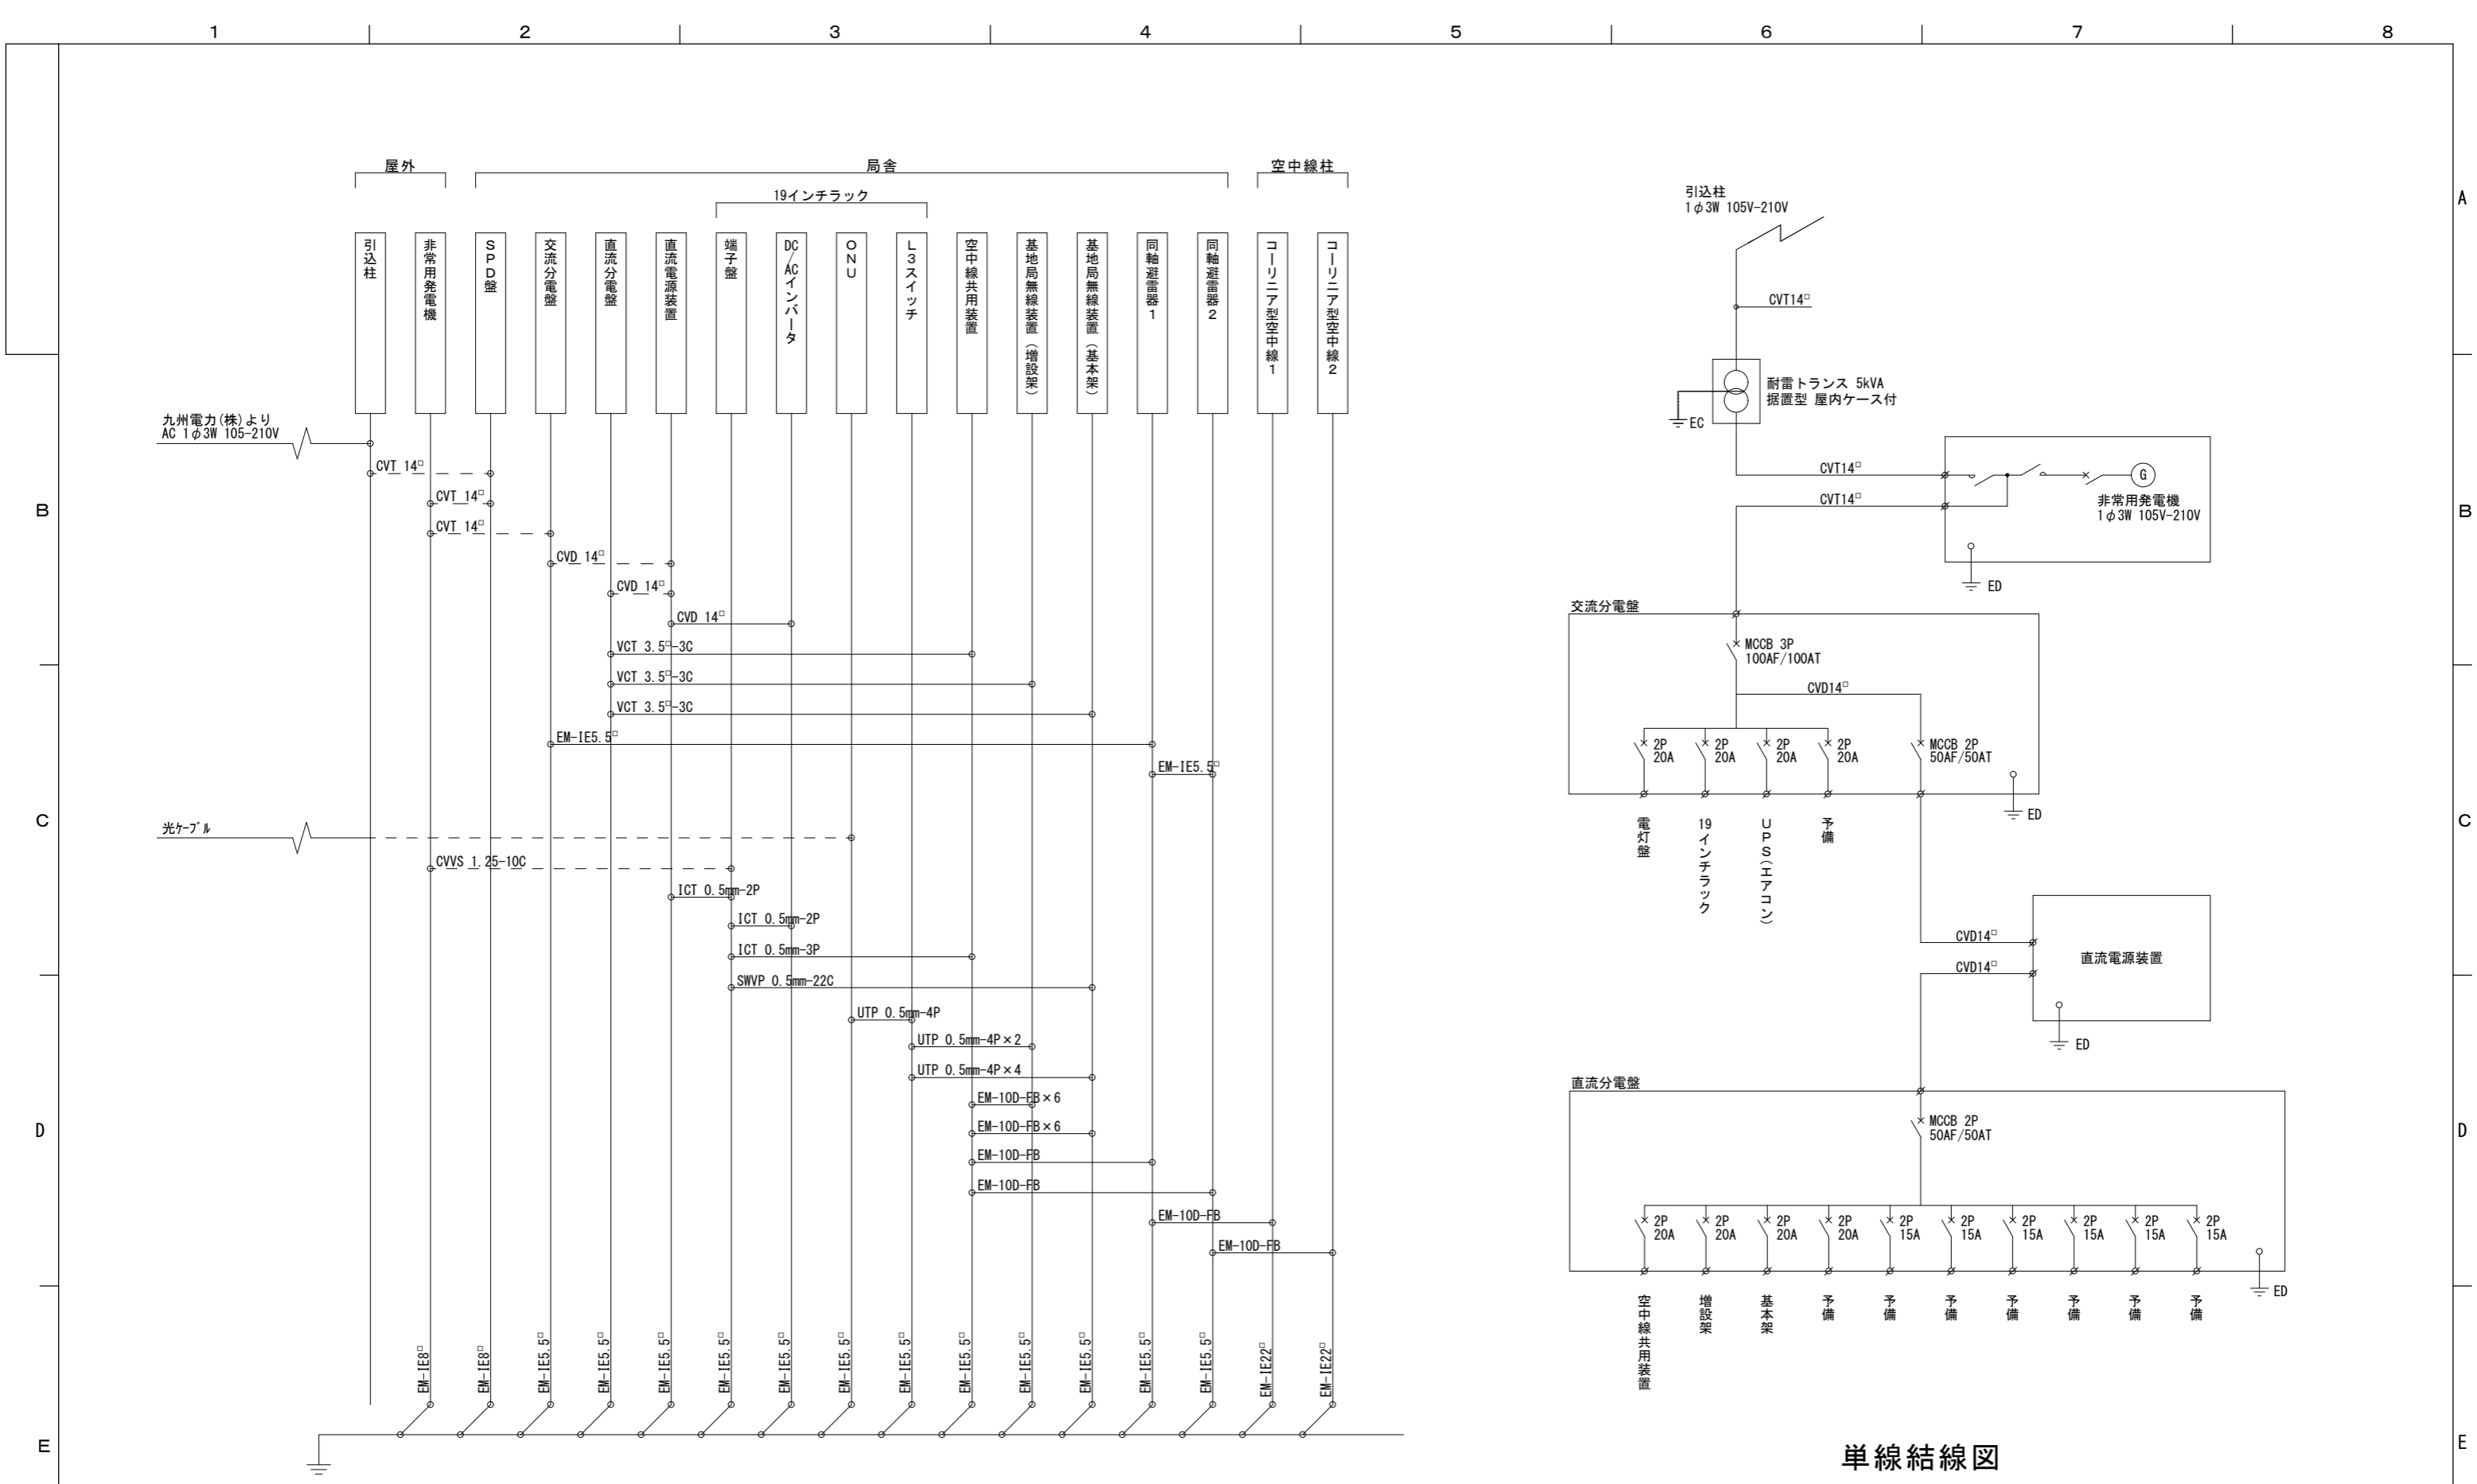 1 2 3 4 5 6 7 8
A
B
C
D
E
B
C
D
E
屋外
局舎
空中線柱
19インチラック
引込柱
非常用発電機
SPD盤
交流分電盤
直流分電盤
直流電源装置
端子盤
DC/ACインバータ
ONU
L3スイッチ
空中線共用装置
基地局無線装置(増設架)
基地局無線装置(基本架)
同軸避雷器1
同軸避雷器2
コーリニア型空中線1
コーリニア型空中線2
九州電力(株)より
AC 1φ3W 105-210V
CVT 14□
CVT 14□
CVT 14□
CVD 14□
CVD 14□
CVD 14□
VCT 3.5□-3C
VCT 3.5□-3C
VCT 3.5□-3C
EM-IE5.5□
EM-IE5.5□
光ケーブル
CVVS 1.25-10C
ICT 0.5mm-2P
ICT 0.5mm-2P
ICT 0.5mm-3P
SWVP 0.5mm-22C
UTP 0.5mm-4P
UTP 0.5mm-4P×2
UTP 0.5mm-4P×4
EM-10D-FB×6
EM-10D-FB×6
EM-10D-FB
EM-10D-FB
EM-10D-FB
EM-10D-FB
EM-IE8□
EM-IE8□
EM-IE5.5□
EM-IE5.5□
EM-IE5.5□
EM-IE5.5□
EM-IE5.5□
EM-IE5.5□
EM-IE5.5□
EM-IE5.5□
EM-IE5.5□
EM-IE5.5□
EM-IE5.5□
EM-IE5.5□
EM-IE22□
EM-IE22□
引込柱
1φ3W 105V-210V
CVT14□
耐雷トランス 5kVA
据置型 屋内ケース付
EC
CVT14□
CVT14□
G
非常用発電機
1φ3W 105V-210V
ED
交流分電盤
MCCB 3P
100AF/100AT
CVD14□
2P
20A
2P
20A
2P
20A
2P
20A
MCCB 2P
50AF/50AT
ED
電灯盤
19インチラック
UPS(エアコン)
予備
CVD14□
CVD14□
直流電源装置
ED
直流分電盤
MCCB 2P
50AF/50AT
2P
20A
2P
20A
2P
20A
2P
20A
2P
15A
2P
15A
2P
15A
2P
15A
2P
15A
2P
15A
ED
空中線共用装置
増設架
基本架
予備
予備
予備
予備
予備
予備
予備
単線結線図